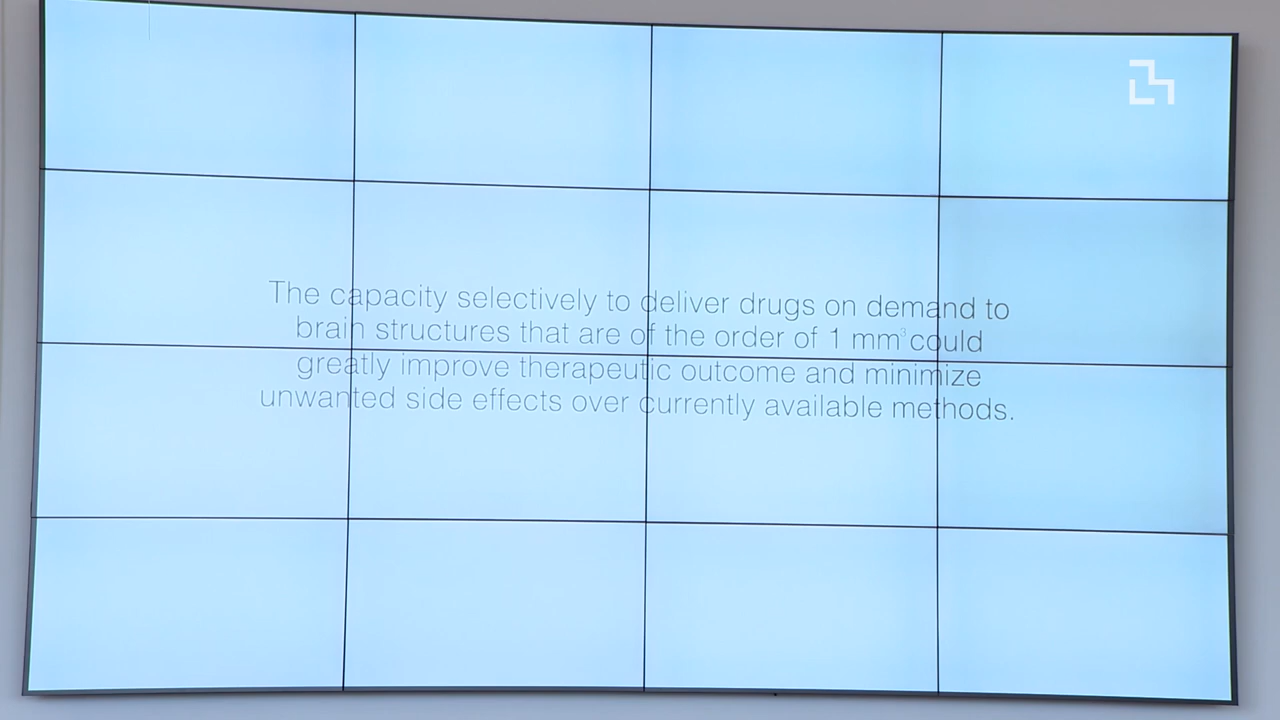 The capacity selectively to deliver drugs on demand to
brain structures that are of the order of 1 mm³ could
greatly improve therapeutic outcome and minimize
unwanted side effects over currently available methods.